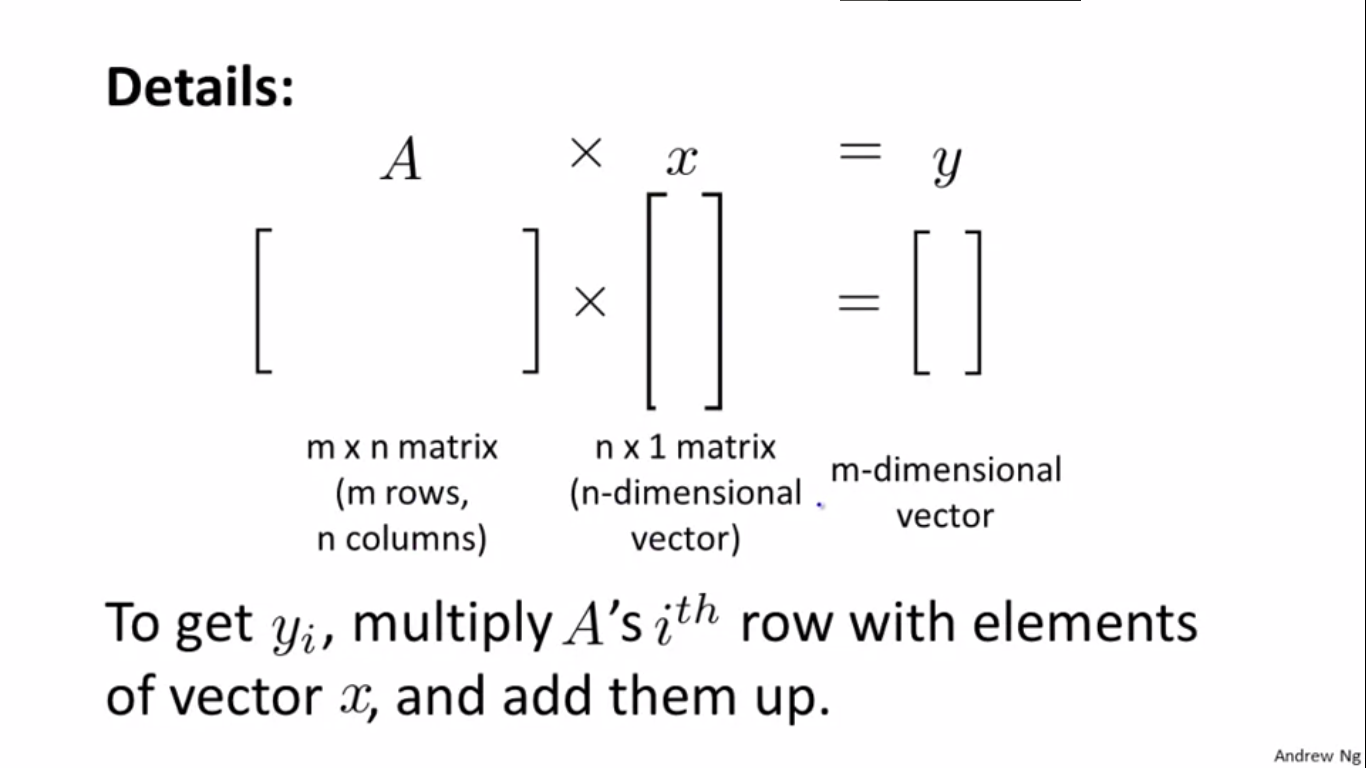 Details:
A × x = y
[ ] × [ ] = [ ]
m x n matrix
(m rows,
n columns)
n x 1 matrix
(n-dimensional
vector)
m-dimensional
vector
To get yᵢ, multiply A's iᵗʰ row with elements
of vector x, and add them up.
Andrew Ng